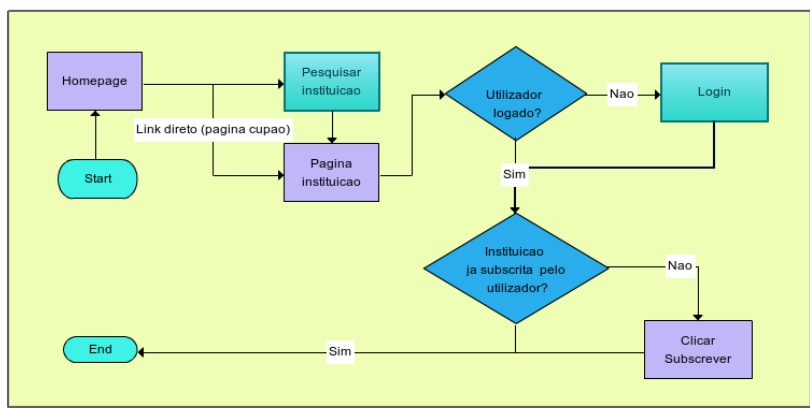 Homepage
Pesquisar
instituicao
Utilizador
logado?
Nao
Login
Link direto (pagina cupao)
Pagina
instituicao
Start
Sim
Instituicao
ja subscrita pelo
utilizador?
Nao
End
Sim
Clicar
Subscrever